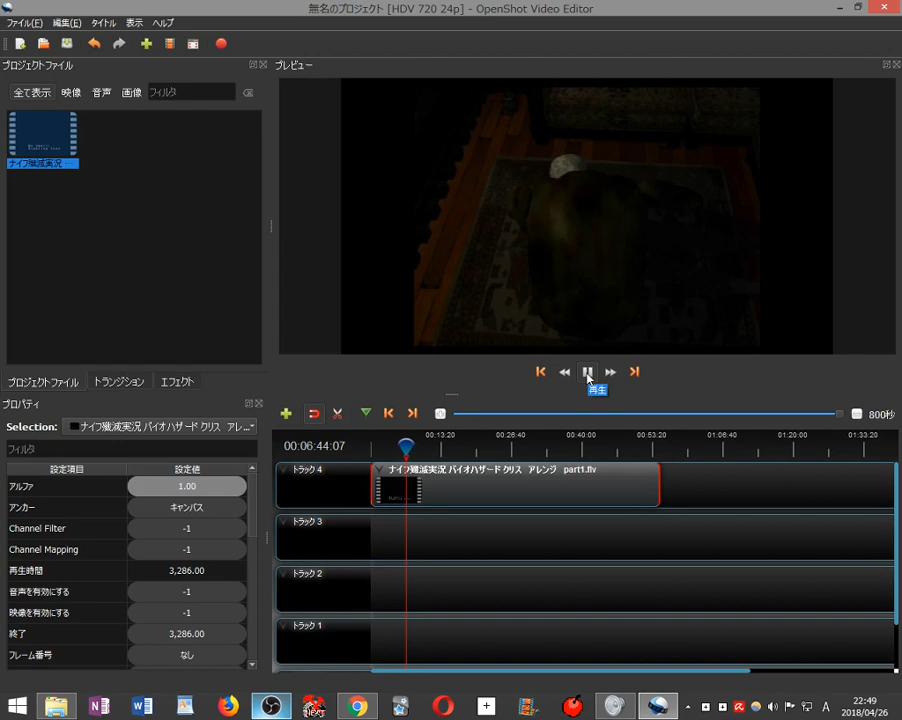 無名のプロジェクト [HDV 720 24p] - OpenShot Video Editor
ファイル(F) 編集(E) タイトル 表示 ヘルプ
プロジェクトファイル
プレビュー
全て表示 映像 音声 画像 フィルタ
ナイフ殲滅実況 ...
プロジェクトファイル トランジション エフェクト
再生
プロパティ
Selection: ナイフ殲滅実況 バイオハザード クリス アレ...
フィルタ
設定項目 設定値
アルファ 1.00
アンカー キャンバス
Channel Filter -1
Channel Mapping -1
再生時間 3,286.00
音声を有効にする -1
映像を有効にする -1
終了 3,286.00
フレーム番号 なし
800秒
00:06:44:07
00:13:20 00:26:40 00:40:00 00:53:20 01:06:40 01:20:00 01:33:20
トラック 4
ナイフ殲滅実況 バイオハザード クリス アレンジ part1.flv
トラック 3
トラック 2
トラック 1
A
22:49
2018/04/26